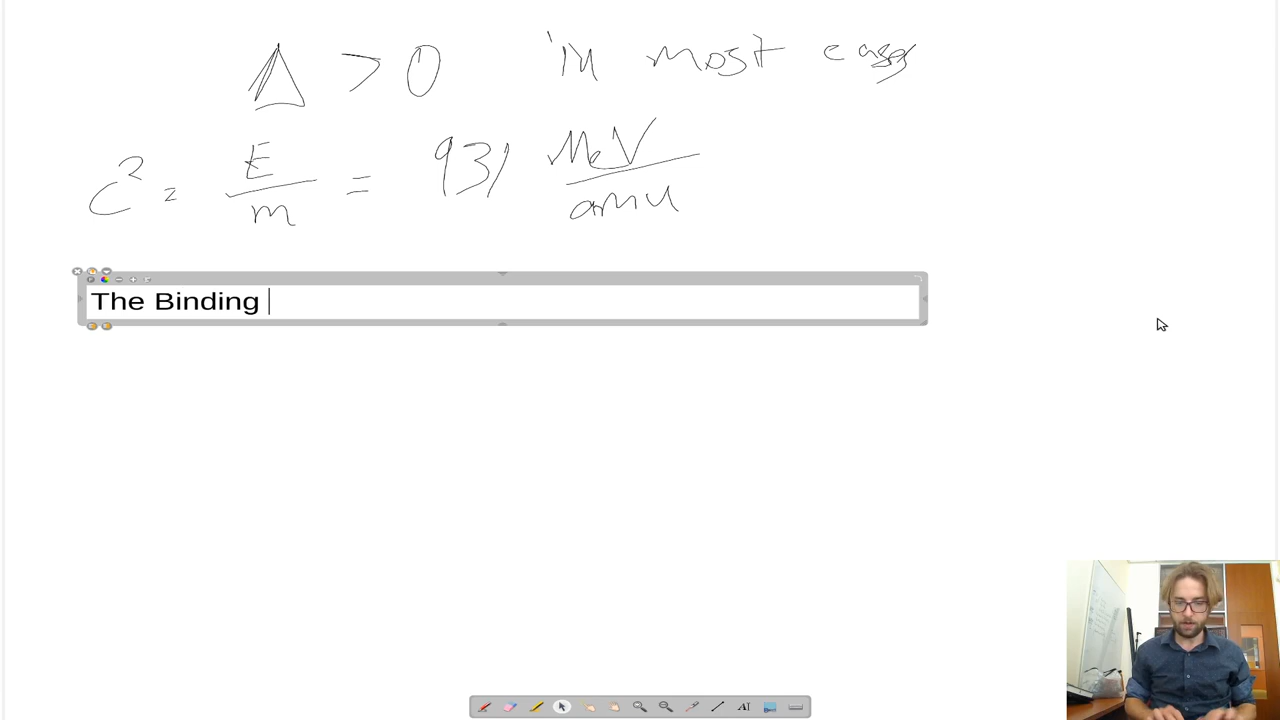 Δ > 0 in most cases
c² = E/m = 931 MeV/amu
The Binding